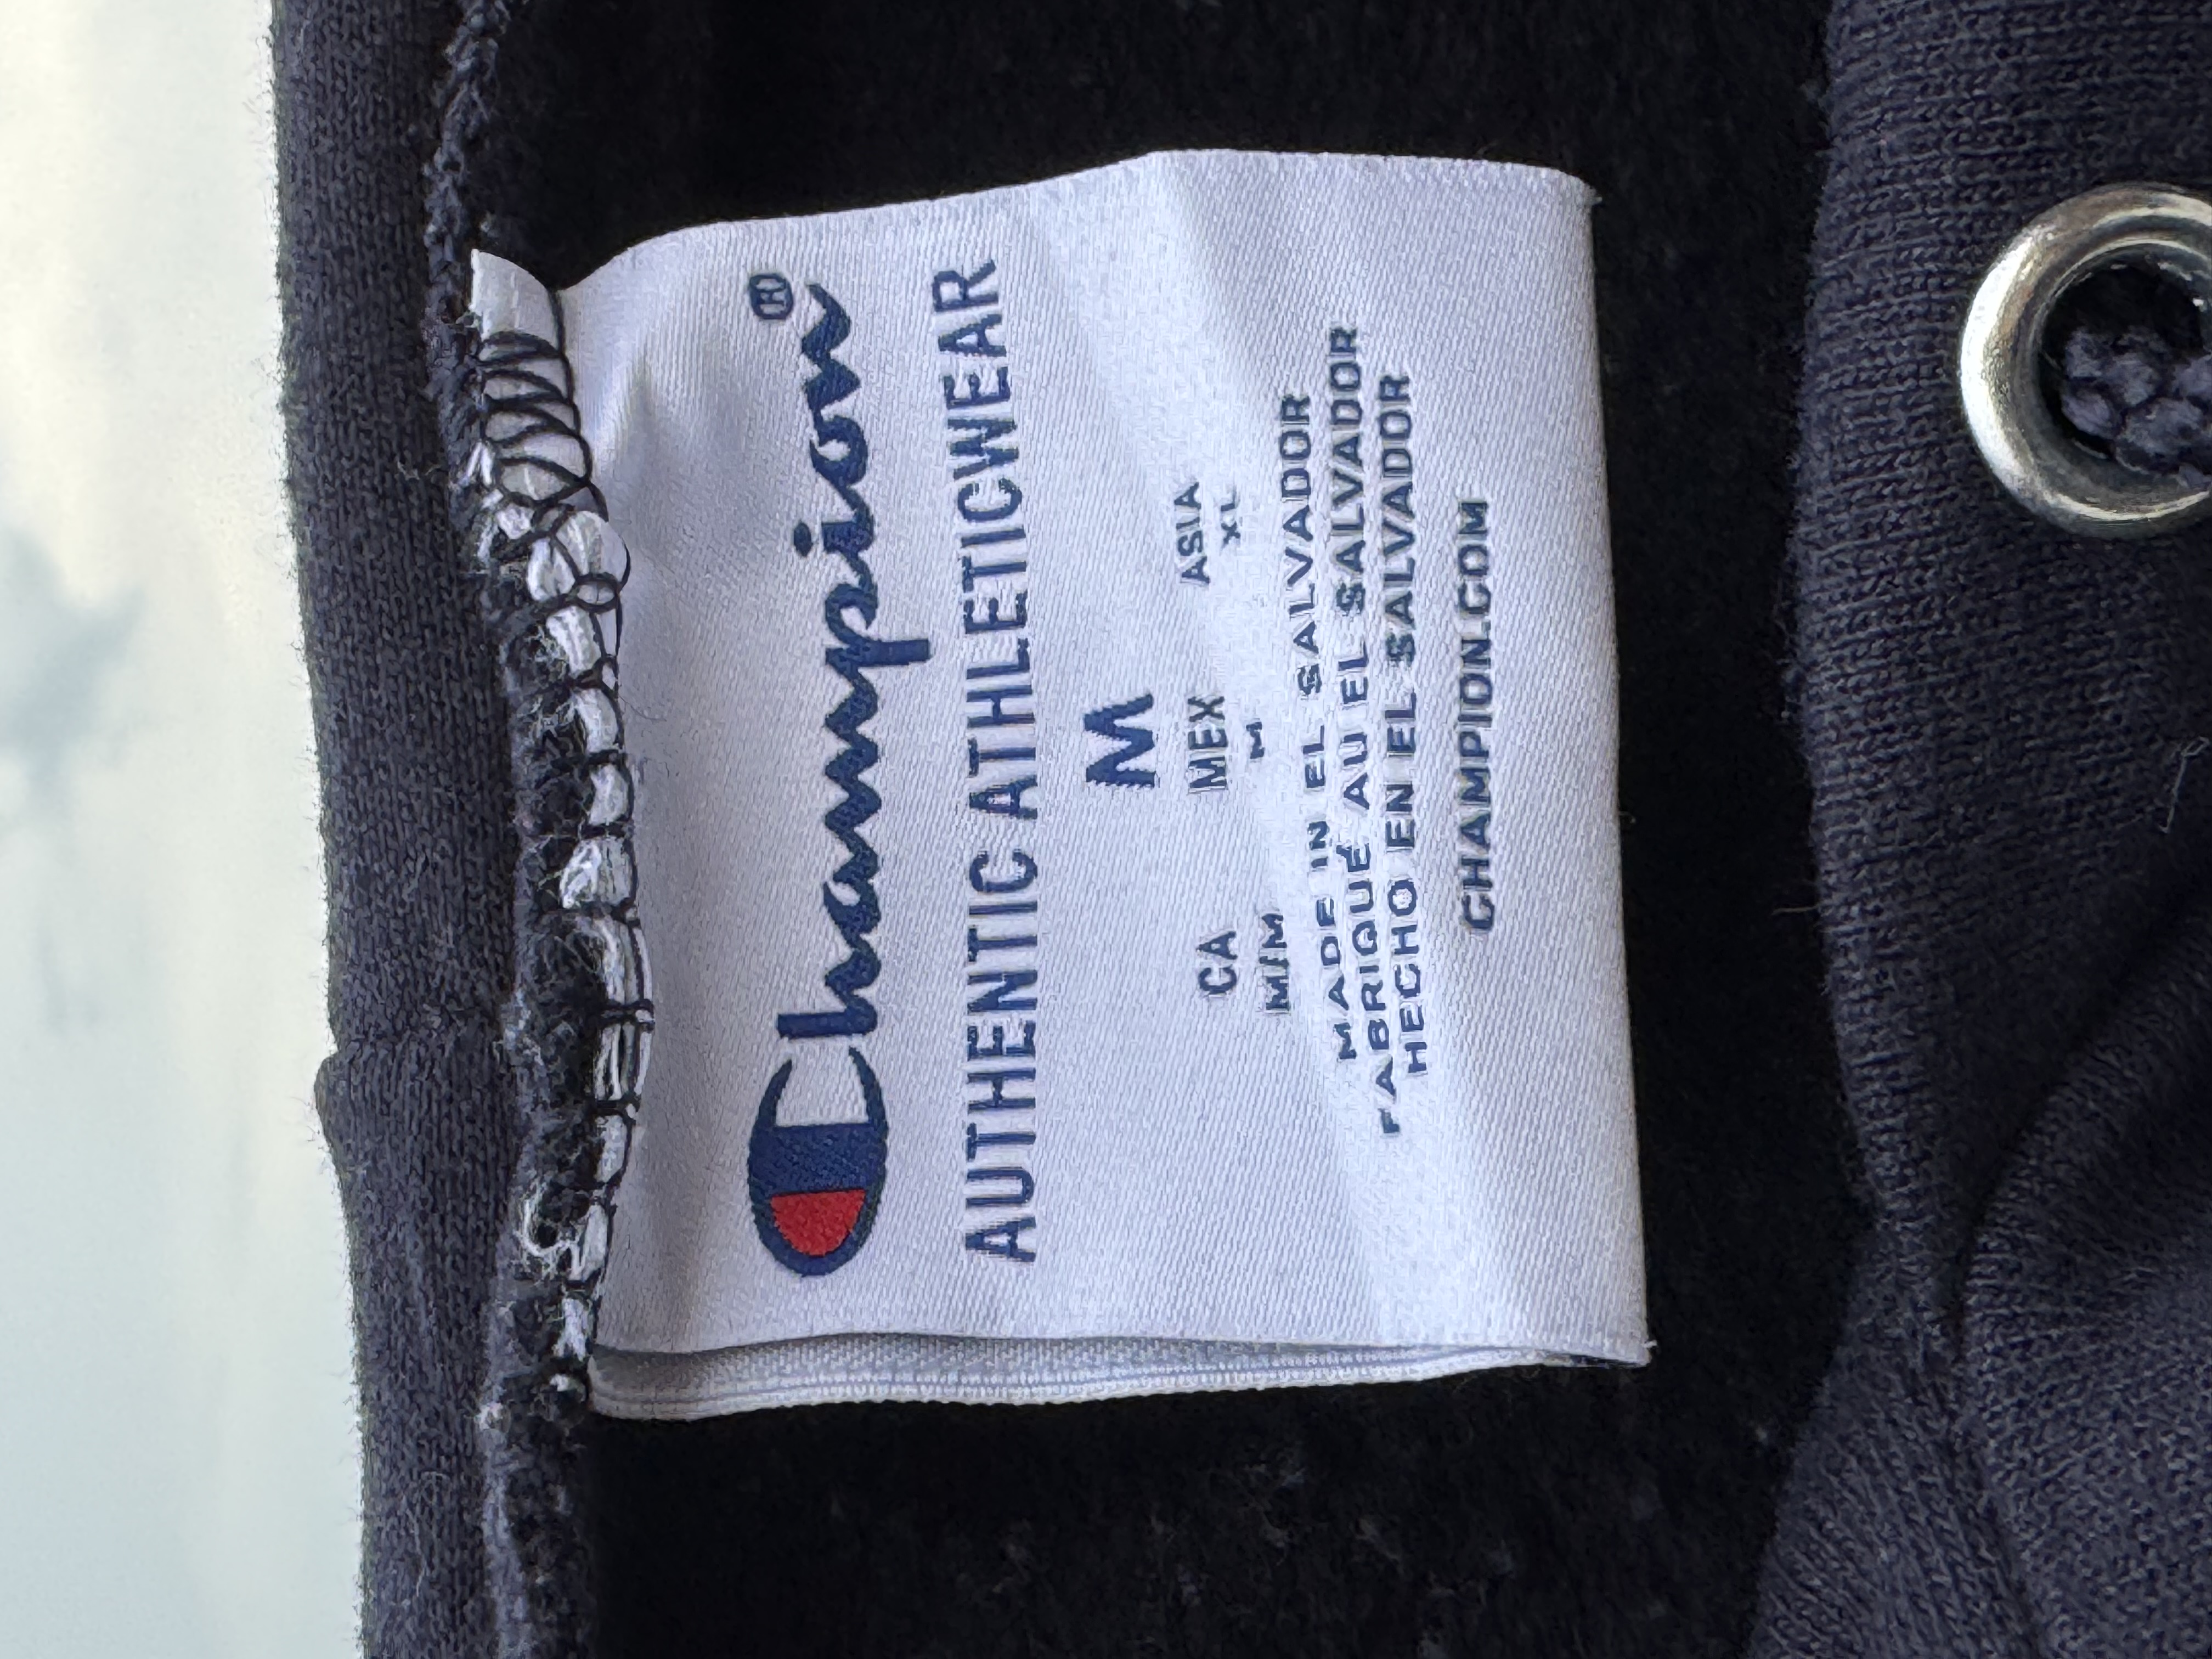 Champion®
AUTHENTIC ATHLETICWEAR
M
CA MEX ASIA
M/M M XL
MADE IN EL SALVADOR
FABRIQUÉ AU EL SALVADOR
HECHO EN EL SALVADOR
CHAMPION.COM